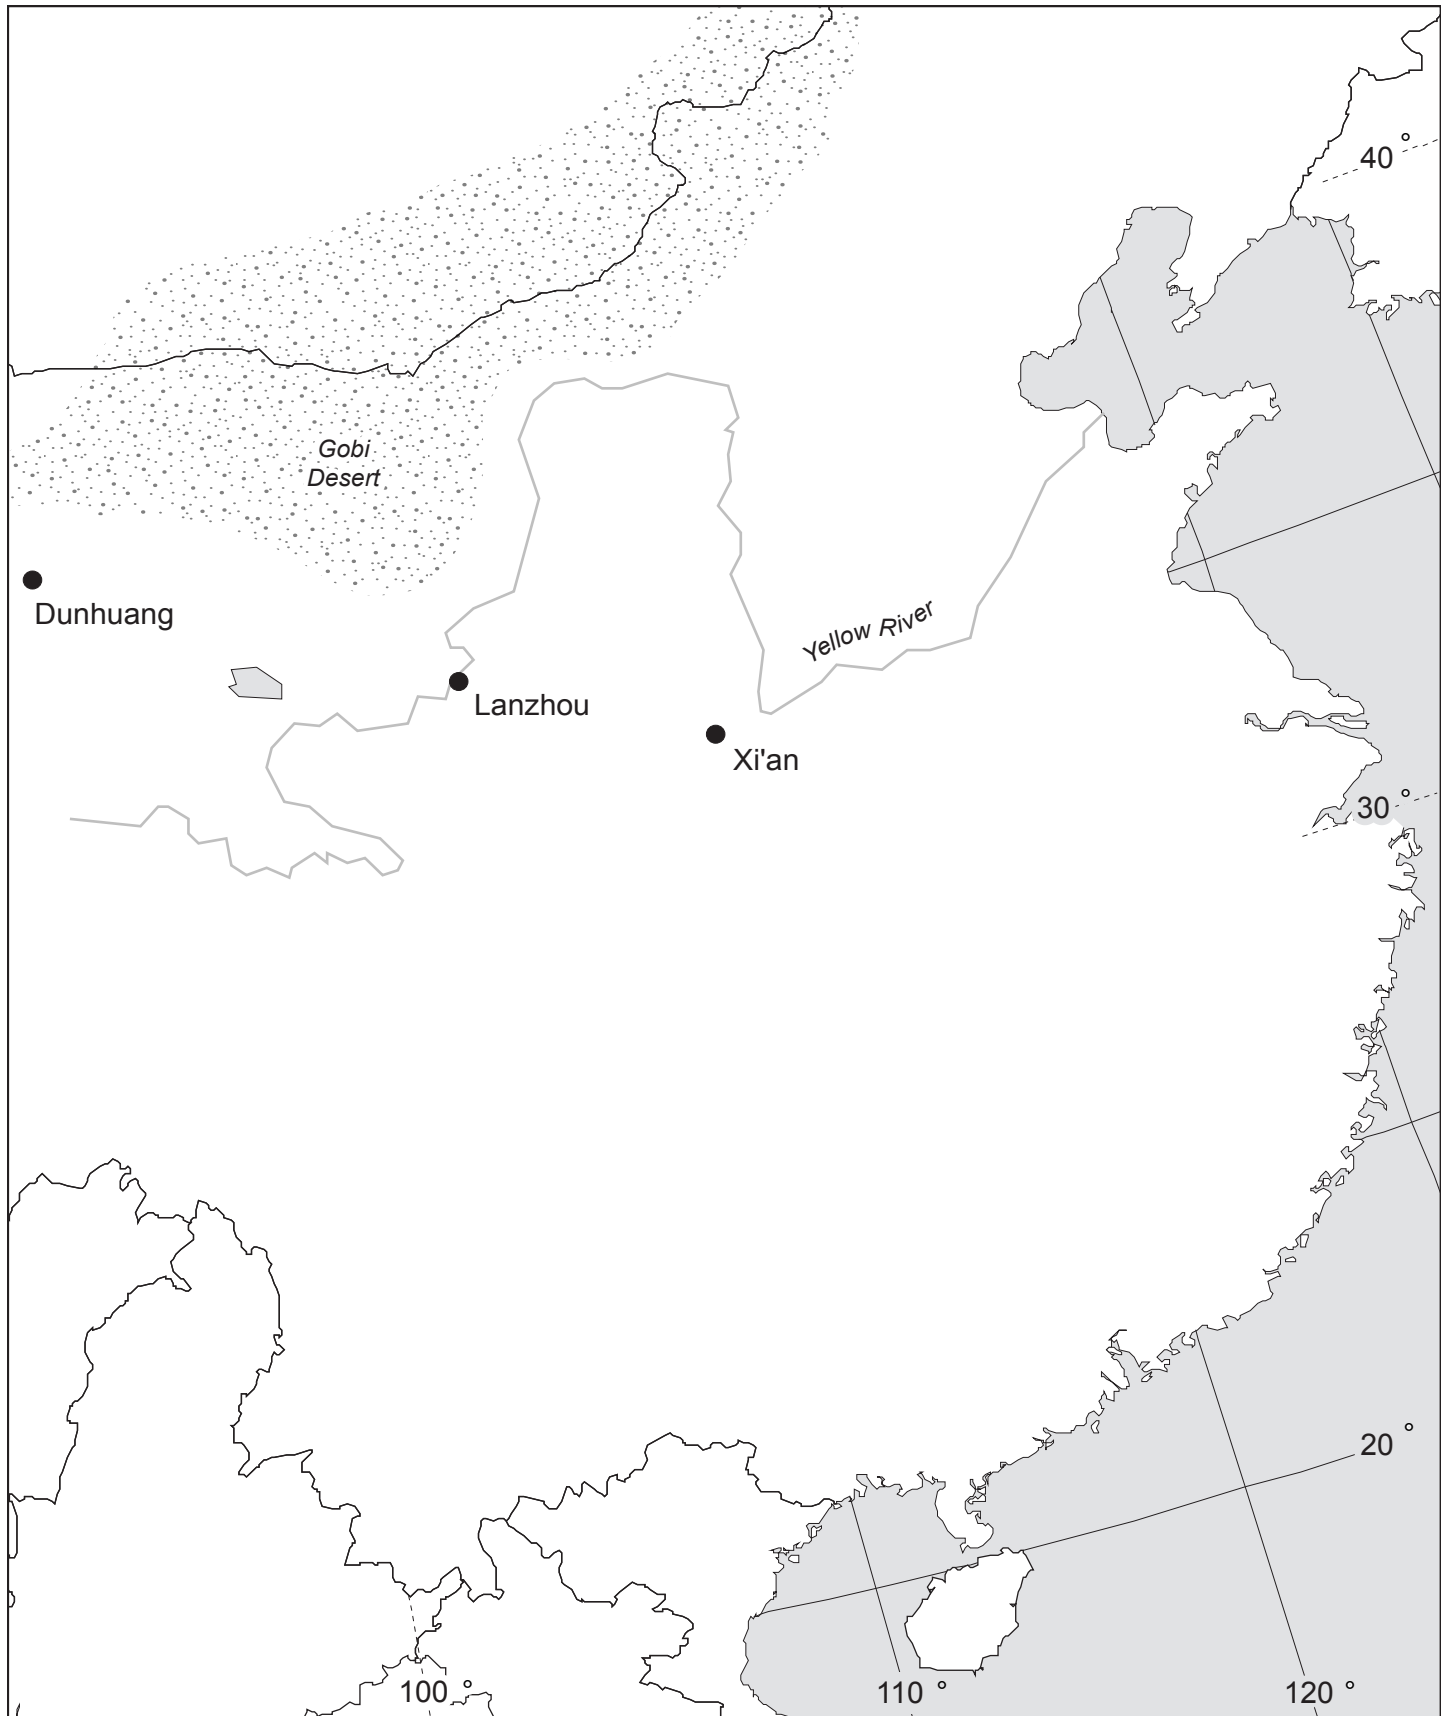 40°
Gobi
Desert
Dunhuang
Yellow River
Lanzhou
Xi'an
30°
20°
100°
110°
120°